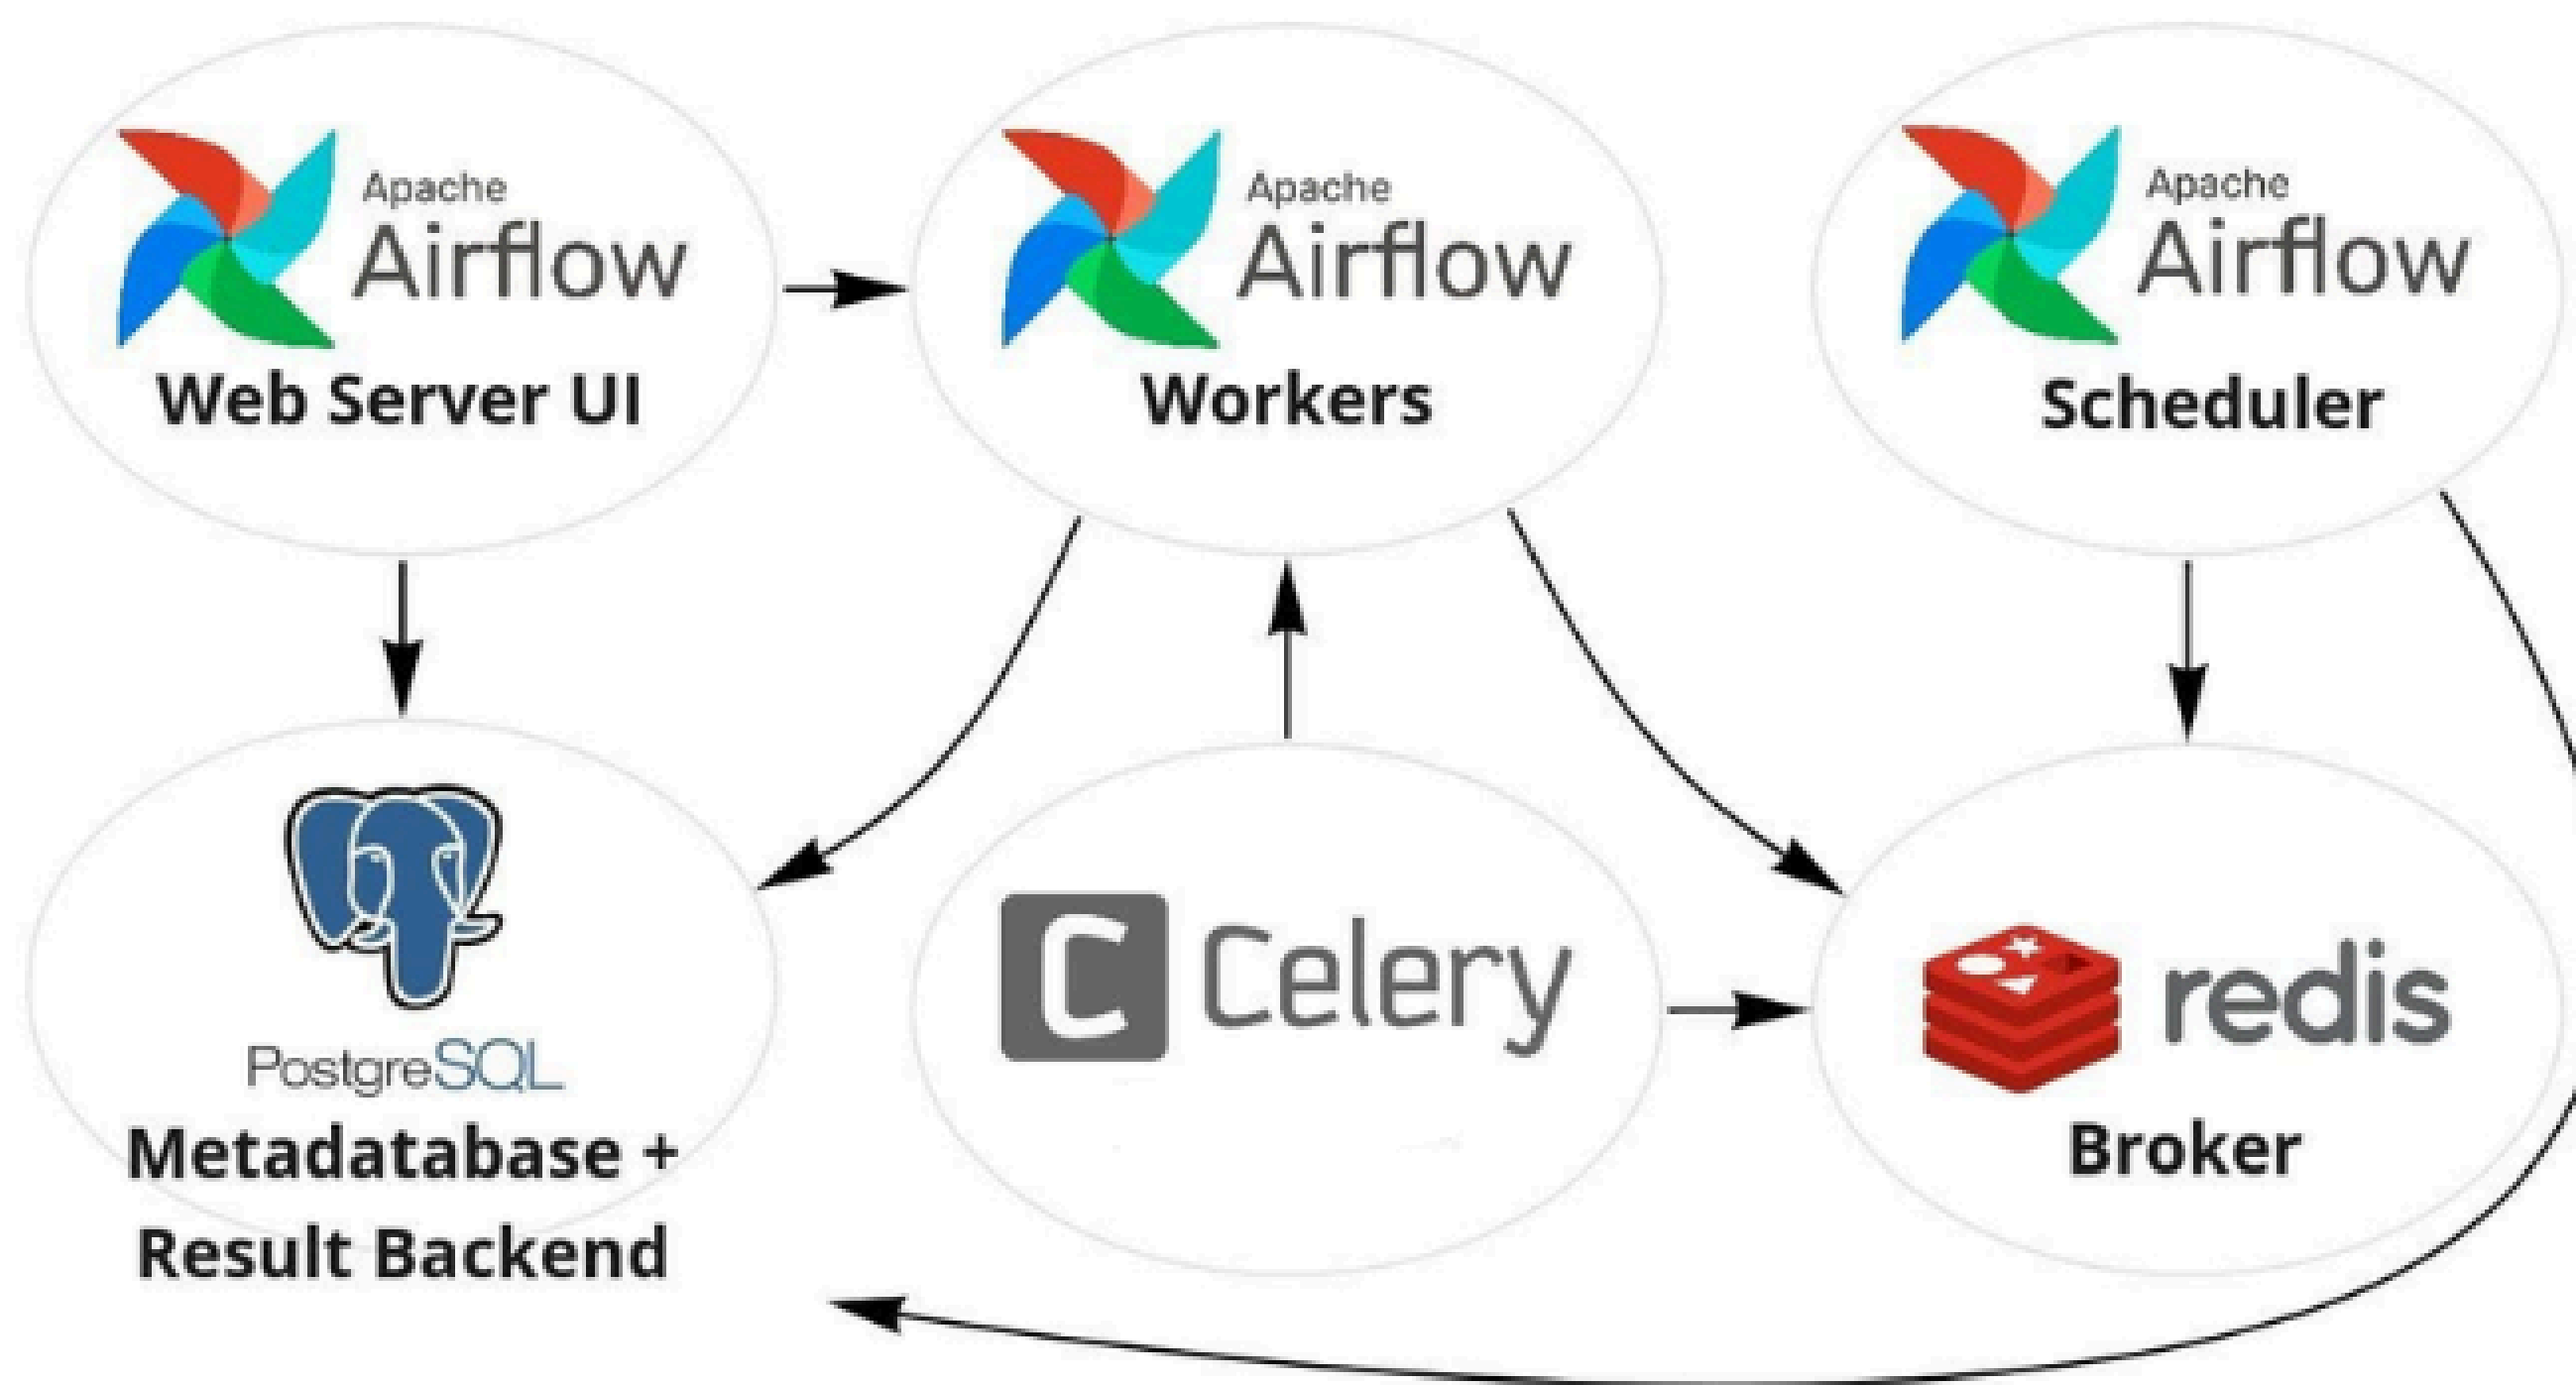 Apache
Airflow
Web Server UI
Apache
Airflow
Workers
Apache
Airflow
Scheduler
PostgreSQL
Metadatabase +
Result Backend
C Celery
redis
Broker